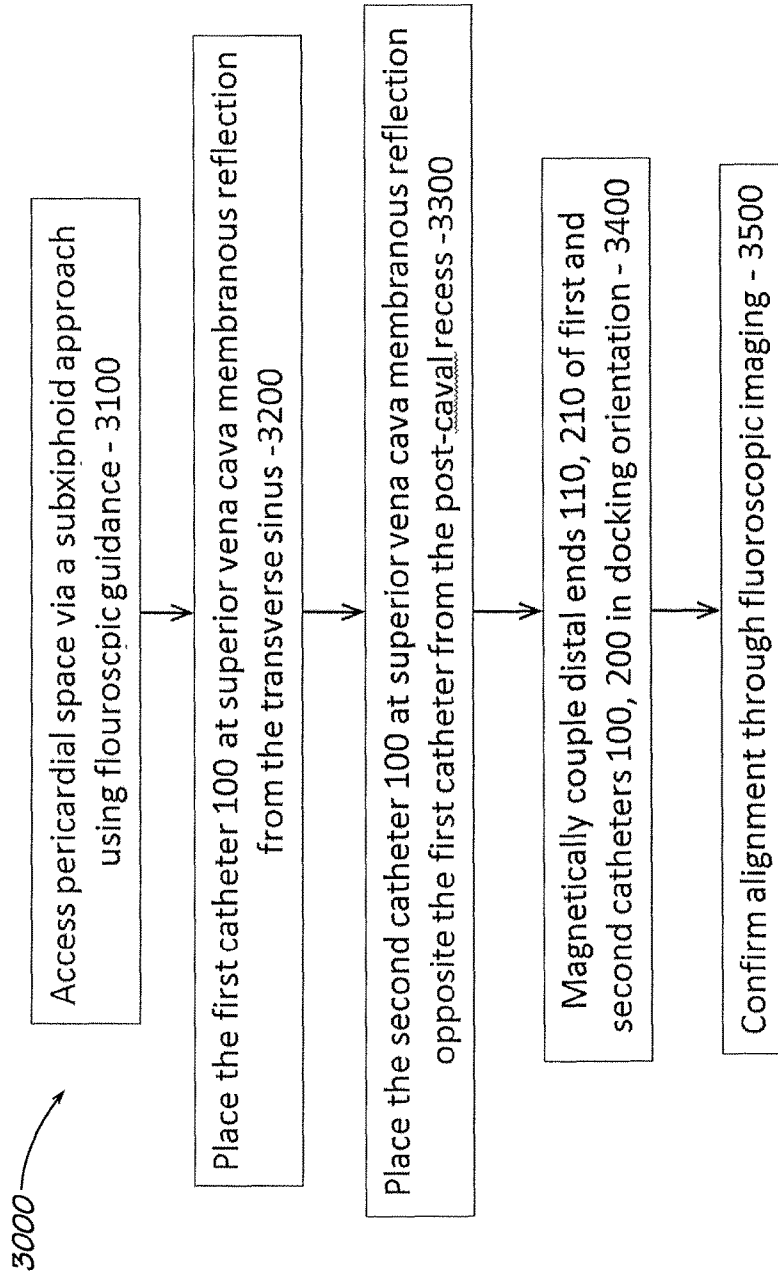 3000
Access pericardial space via a subxiphoid approach
using flouroscpic guidance - 3100
Place the first catheter 100 at superior vena cava membranous reflection
from the transverse sinus -3200
Place the second catheter 100 at superior vena cava membranous reflection
opposite the first catheter from the post-caval recess -3300
Magnetically couple distal ends 110, 210 of first and
second catheters 100, 200 in docking orientation - 3400
Confirm alignment through fluoroscopic imaging - 3500